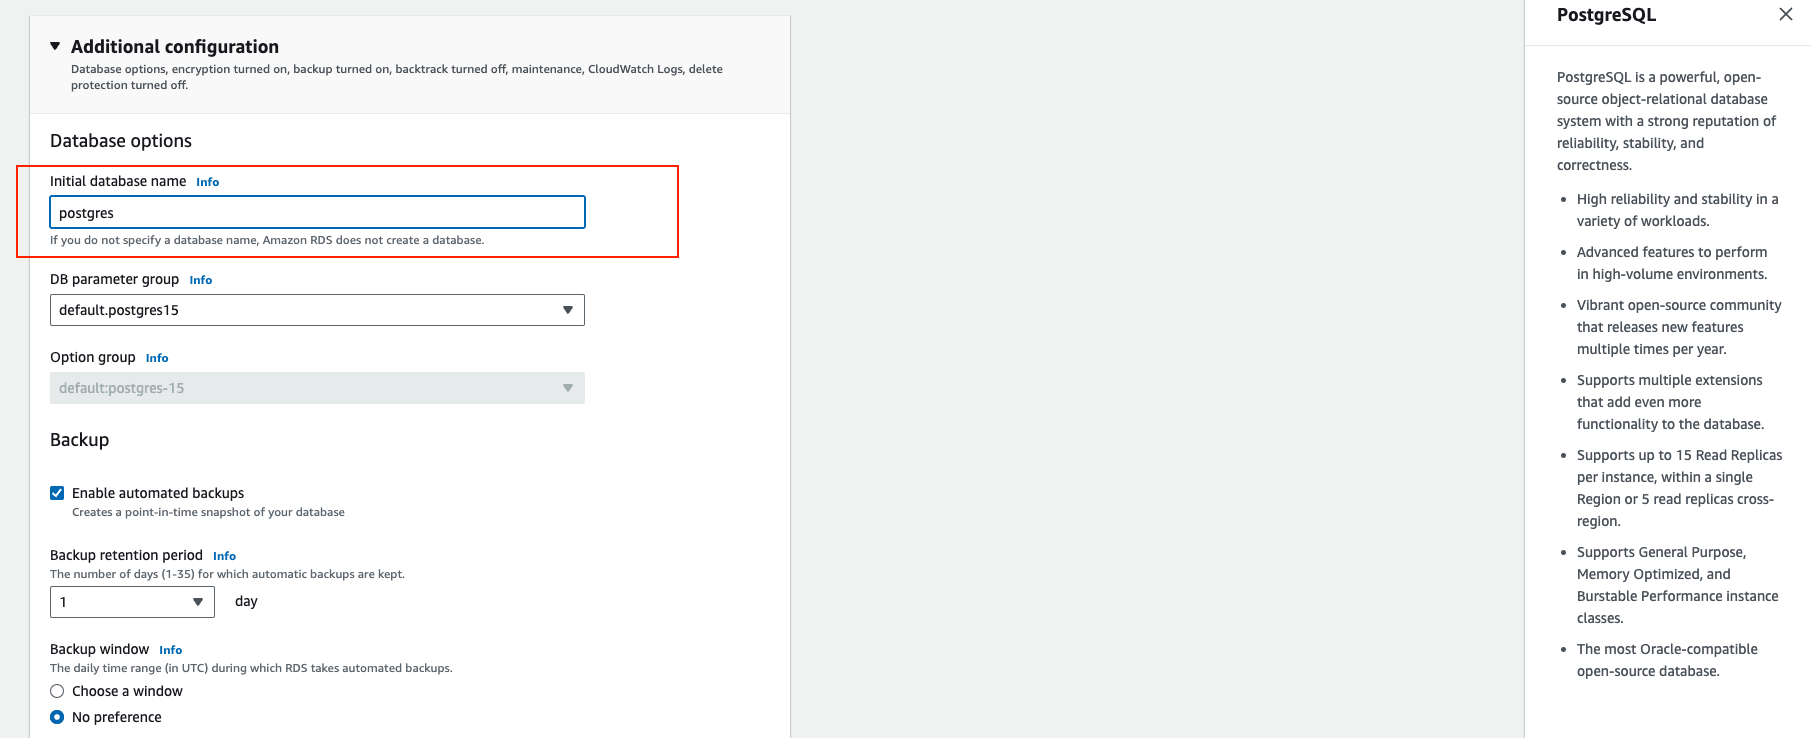 Additional configuration
Database options, encryption turned on, backup turned on, backtrack turned off, maintenance, CloudWatch Logs, delete
protection turned off.
Database options
Initial database name Info
postgres
If you do not specify a database name, Amazon RDS does not create a database.
DB parameter group Info
default.postgres15
Option group Info
default:postgres-15
Backup
Enable automated backups
Creates a point-in-time snapshot of your database
Backup retention period Info
The number of days (1-35) for which automatic backups are kept.
1 day
Backup window Info
The daily time range (in UTC) during which RDS takes automated backups.
Choose a window
No preference
PostgreSQL
PostgreSQL is a powerful, open-
source object-relational database
system with a strong reputation of
reliability, stability, and
correctness.
• High reliability and stability in a
variety of workloads.
• Advanced features to perform
in high-volume environments.
• Vibrant open-source community
that releases new features
multiple times per year.
• Supports multiple extensions
that add even more
functionality to the database.
• Supports up to 15 Read Replicas
per instance, within a single
Region or 5 read replicas cross-
region.
• Supports General Purpose,
Memory Optimized, and
Burstable Performance instance
classes.
• The most Oracle-compatible
open-source database.